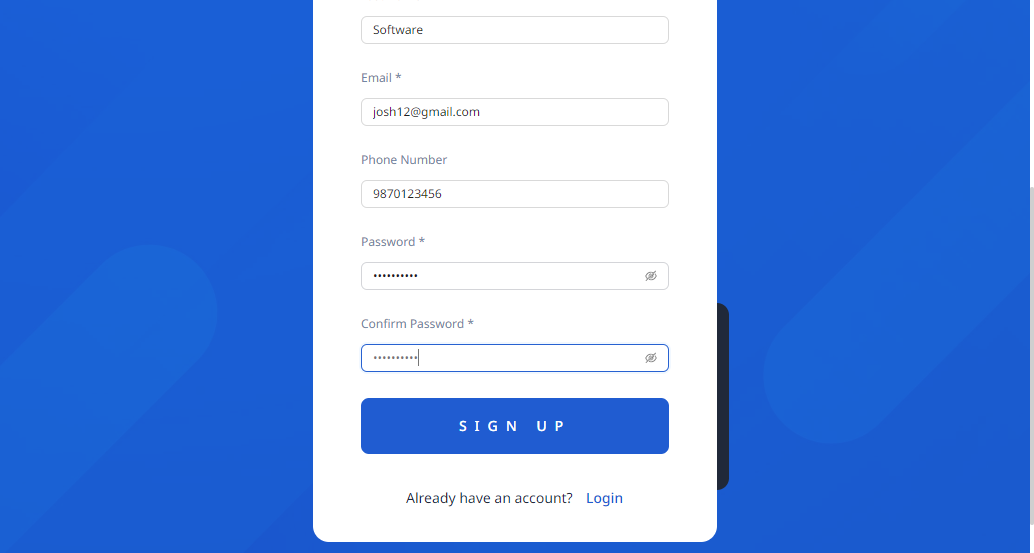 Software
Email *
josh12@gmail.com
Phone Number
9870123456
Password *
••••••••••
Confirm Password *
••••••••••
SIGN UP
Already have an account? Login